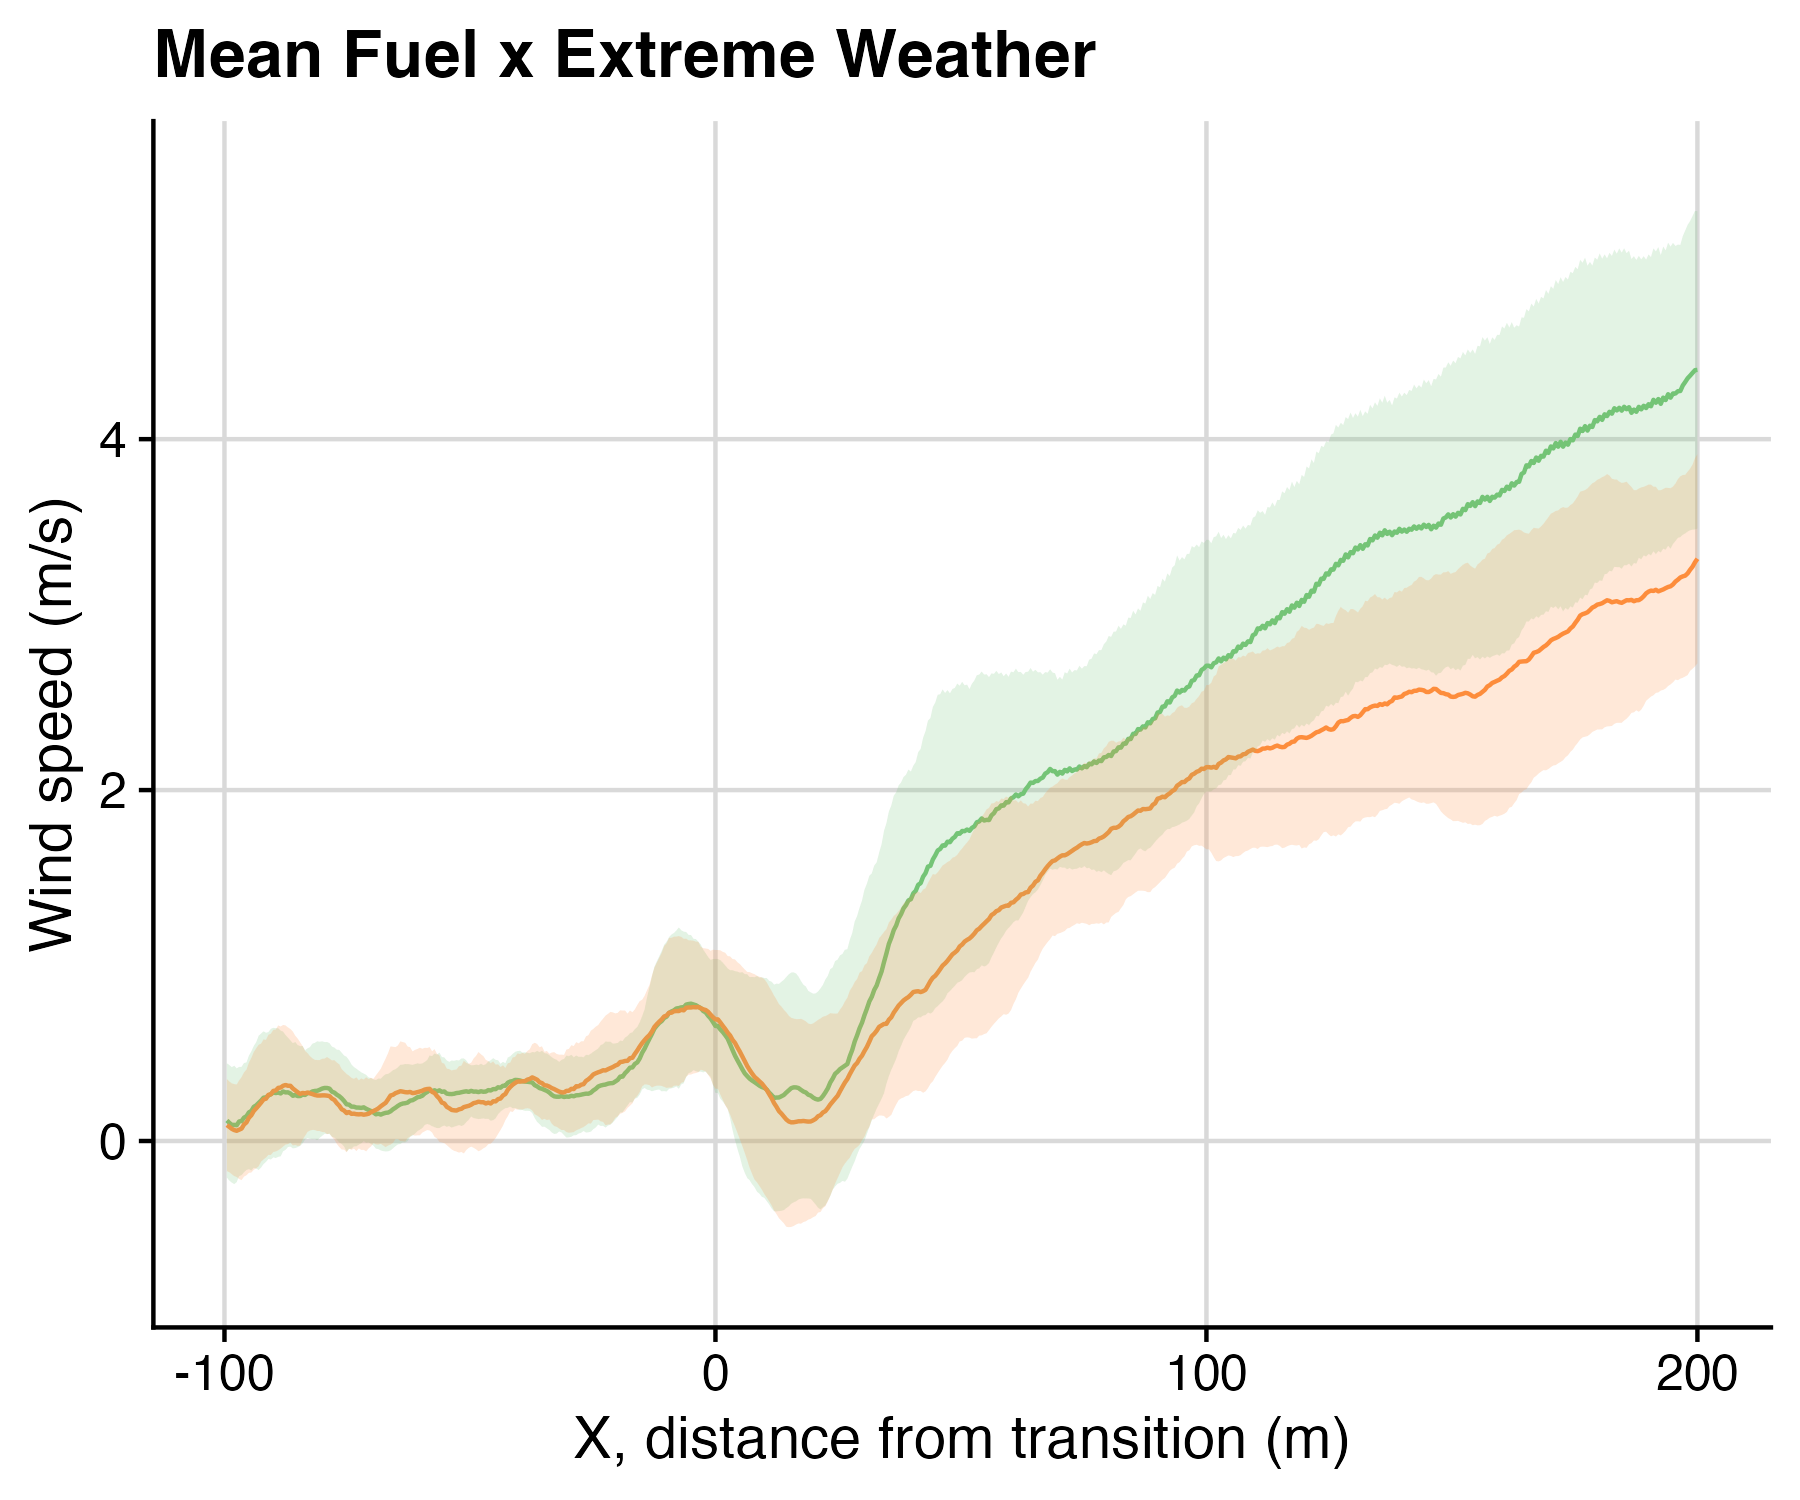 Mean Fuel x Extreme Weather
Wind speed (m/s)
4
2
0
-100 0 100 200
X, distance from transition (m)